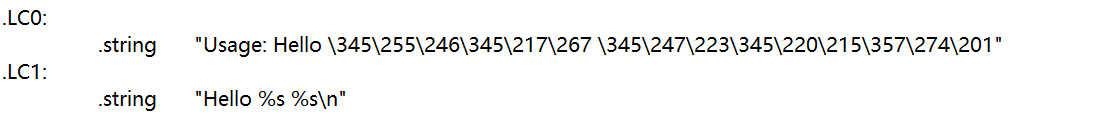 .LC0:
.string "Usage: Hello \345\255\246\345\217\267 \345\247\223\345\220\215\357\274\201"
.LC1:
.string "Hello %s %s\n"